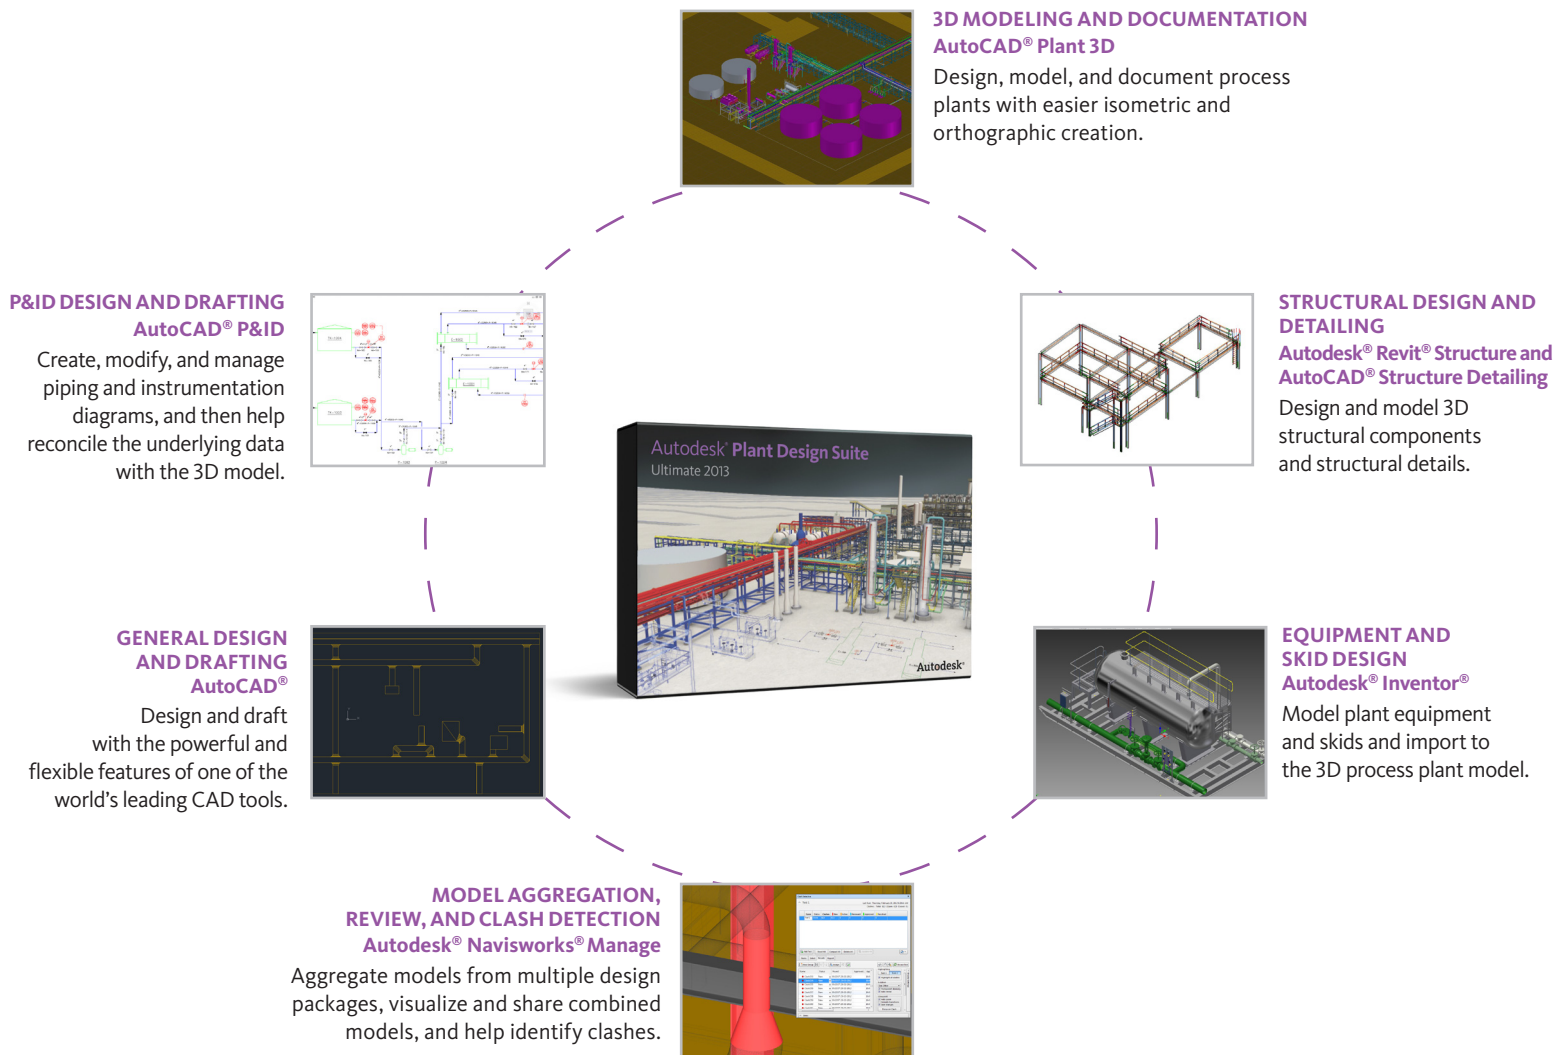 3D MODELING AND DOCUMENTATION
AutoCAD® Plant 3D
Design, model, and document process
plants with easier isometric and
orthographic creation.
P&ID DESIGN AND DRAFTING
AutoCAD® P&ID
Create, modify, and manage
piping and instrumentation
diagrams, and then help
reconcile the underlying data
with the 3D model.
STRUCTURAL DESIGN AND
DETAILING
Autodesk® Revit® Structure and
AutoCAD® Structure Detailing
Design and model 3D
structural components
and structural details.
Autodesk® Plant Design Suite
Ultimate 2013
Autodesk®
GENERAL DESIGN
AND DRAFTING
AutoCAD®
Design and draft
with the powerful and
flexible features of one of the
world’s leading CAD tools.
EQUIPMENT AND
SKID DESIGN
Autodesk® Inventor®
Model plant equipment
and skids and import to
the 3D process plant model.
MODEL AGGREGATION,
REVIEW, AND CLASH DETECTION
Autodesk® Navisworks® Manage
Aggregate models from multiple design
packages, visualize and share combined
models, and help identify clashes.